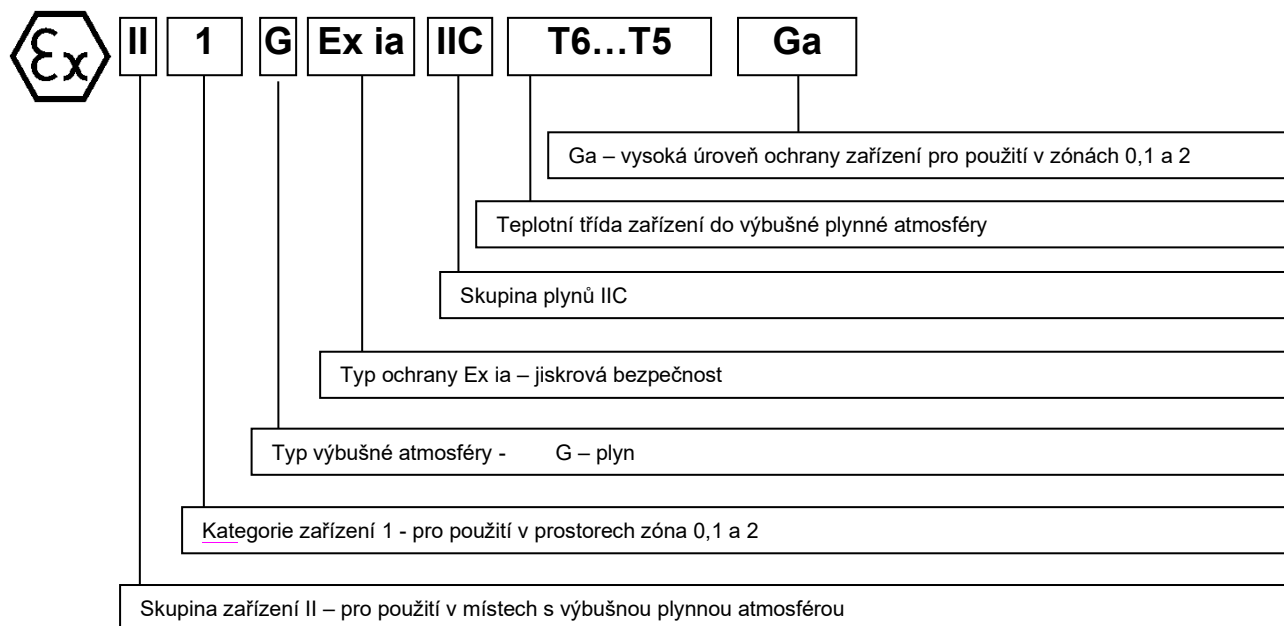 Ex II 1 G Ex ia IIC T6…T5 Ga
Ga – vysoká úroveň ochrany zařízení pro použití v zónách 0,1 a 2
Teplotní třída zařízení do výbušné plynné atmosféry
Skupina plynů IIC
Typ ochrany Ex ia – jiskrová bezpečnost
Typ výbušné atmosféry - G – plyn
Kategorie zařízení 1 - pro použití v prostorech zóna 0,1 a 2
Skupina zařízení II – pro použití v místech s výbušnou plynnou atmosférou